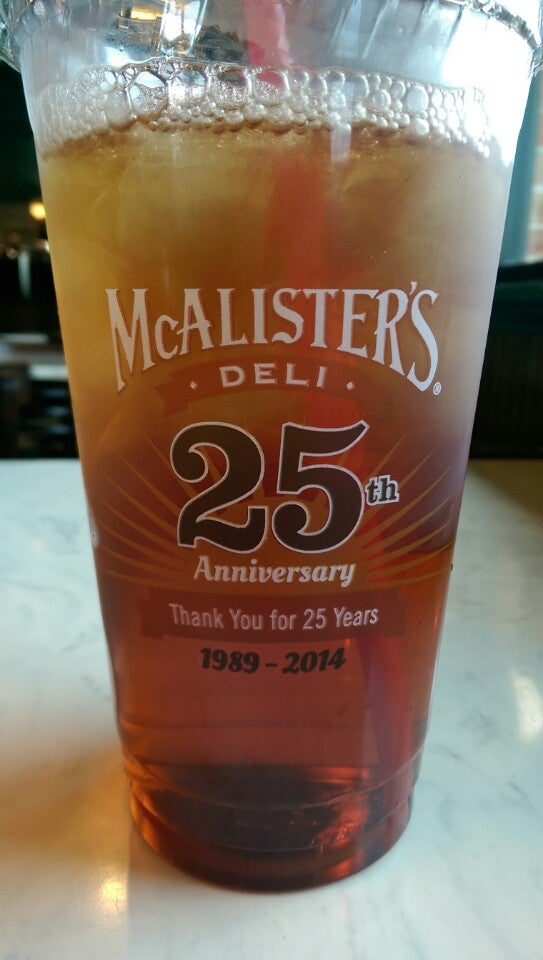 McALISTER'S®
· DELI ·
25th
Anniversary
Thank You for 25 Years
1989 - 2014